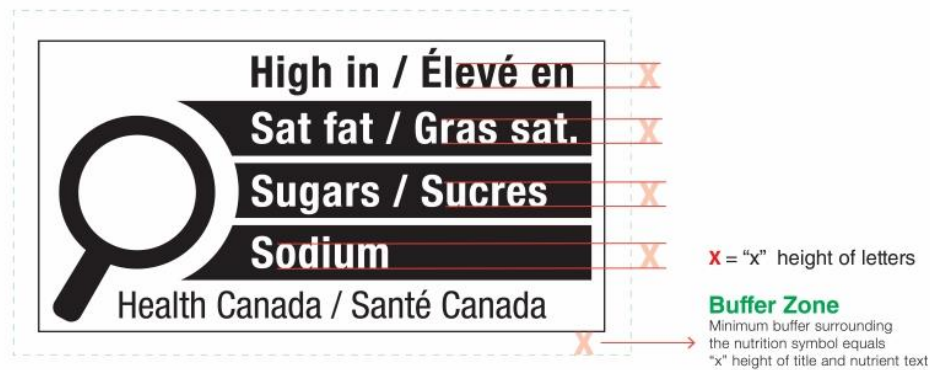 High in / Élevé en
X
Sat fat / Gras sat.
X
Sugars / Sucres
X
Sodium
X
Health Canada / Santé Canada
X
X = “x” height of letters
Buffer Zone
Minimum buffer surrounding
the nutrition symbol equals
“x” height of title and nutrient text